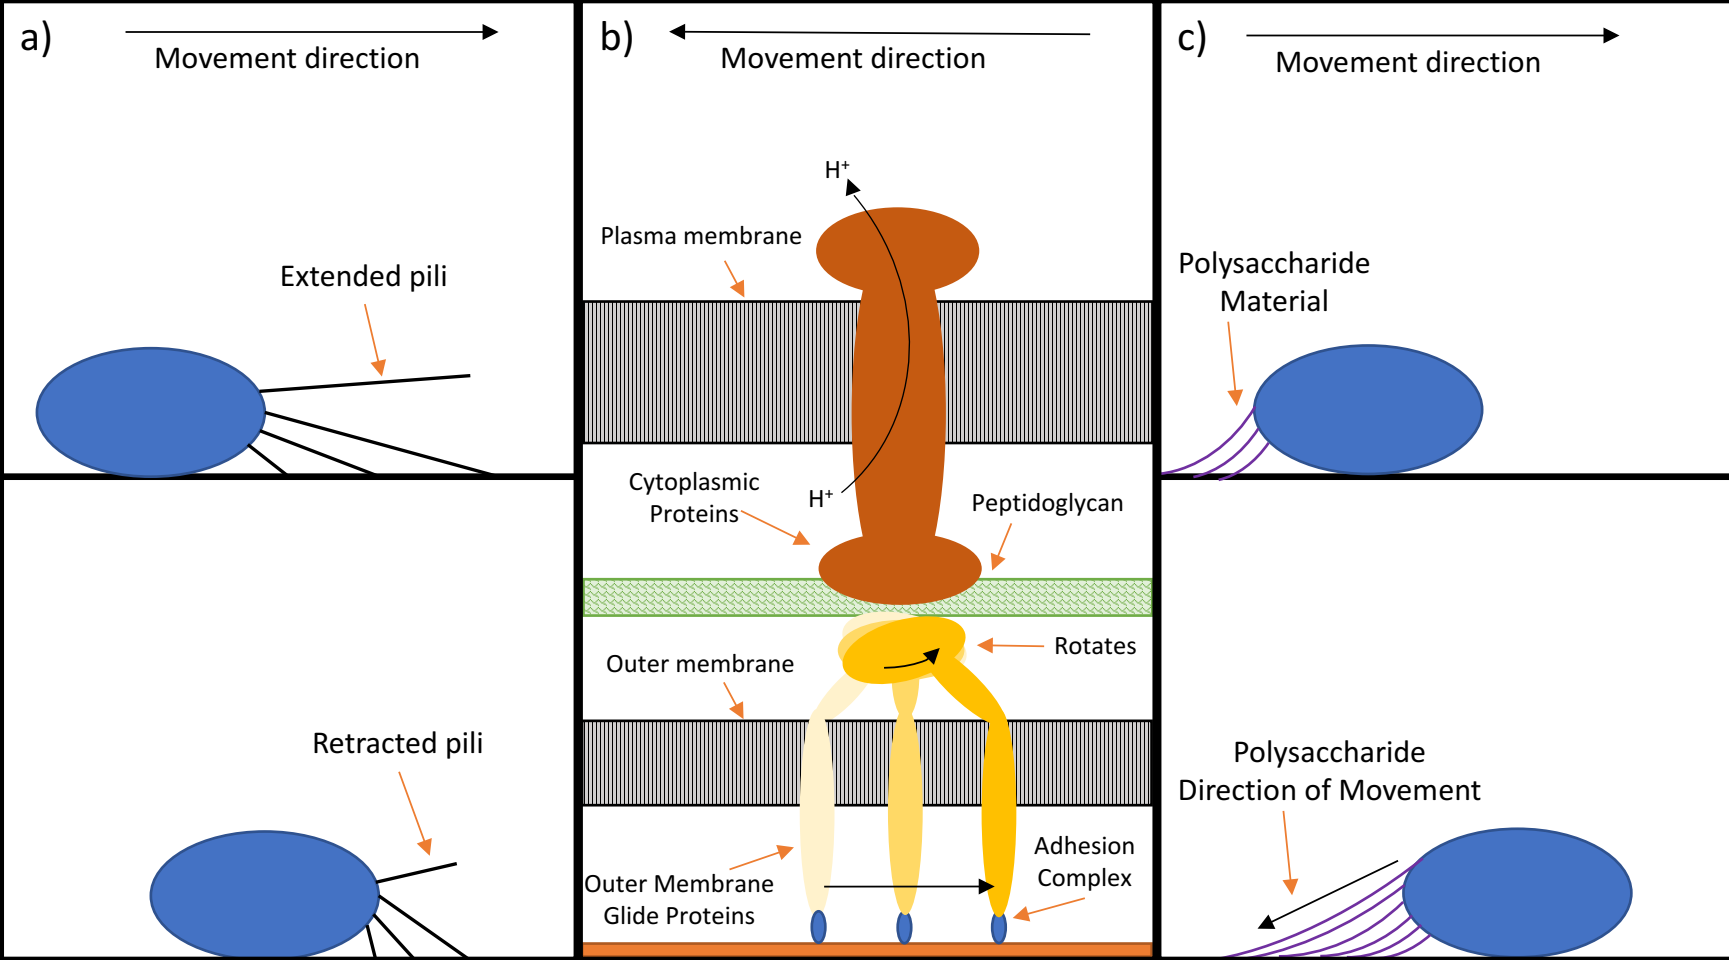 a)
Movement direction
Extended pili
Retracted pili
b)
Movement direction
H⁺
Plasma membrane
Cytoplasmic
Proteins
H⁺
Peptidoglycan
Rotates
Outer membrane
Adhesion
Complex
Outer Membrane
Glide Proteins
c)
Movement direction
Polysaccharide
Material
Polysaccharide
Direction of Movement